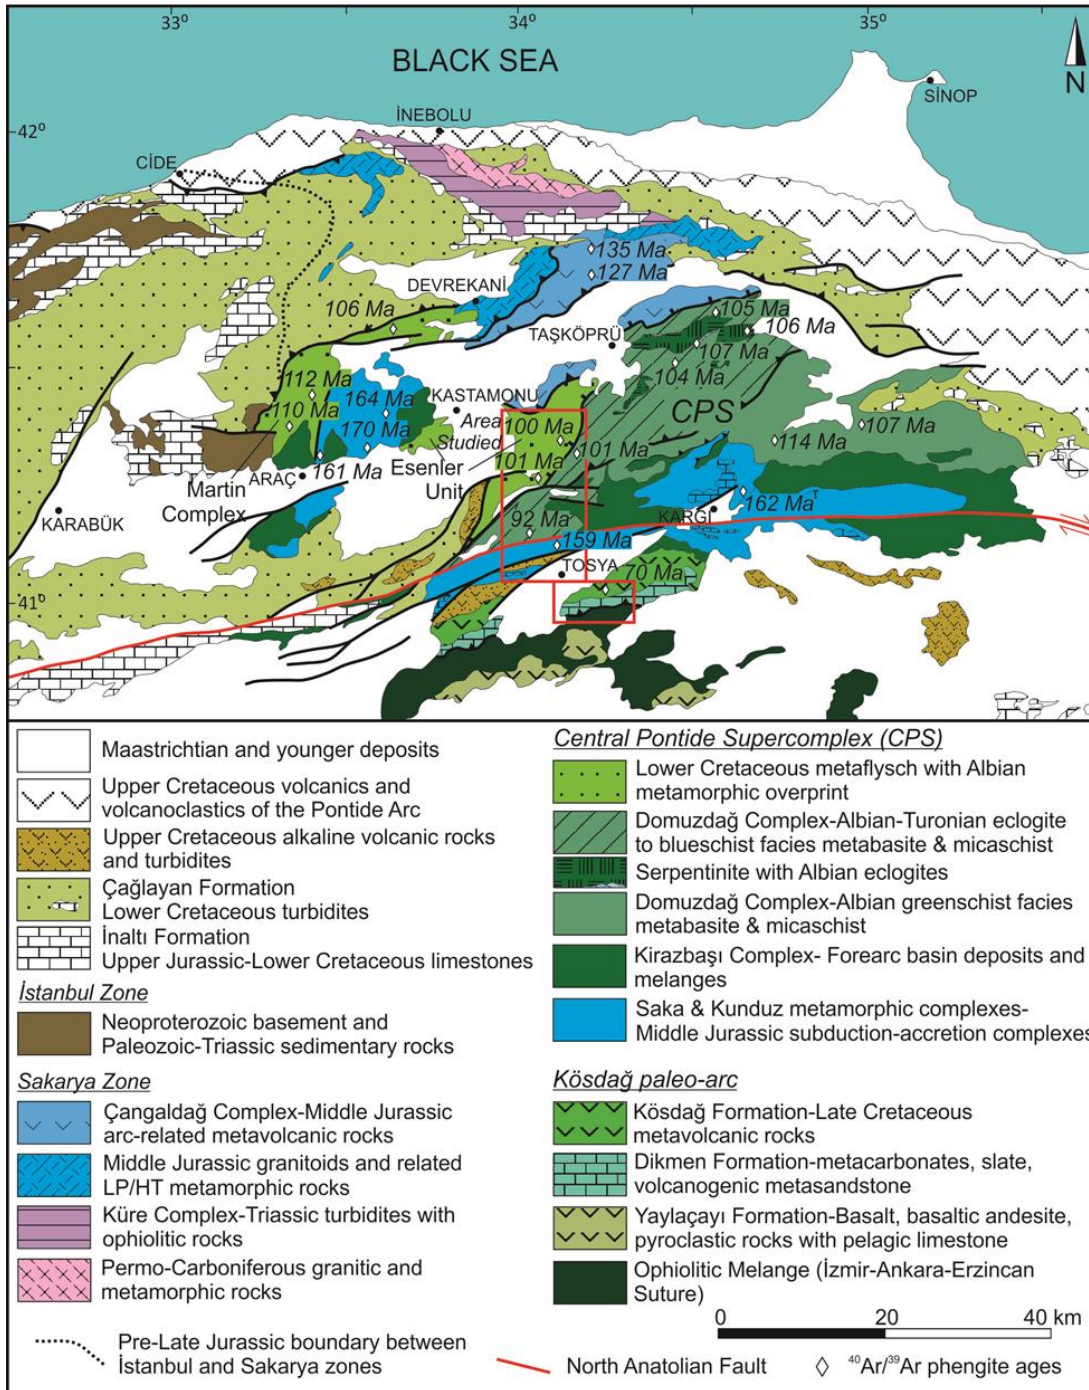 33º
34º
35º
BLACK SEA
N
SİNOP
42º
İNEBOLU
CİDE
135 Ma
127 Ma
DEVREKANİ
106 Ma
105 Ma
106 Ma
TAŞKÖPRÜ
107 Ma
104 Ma
112 Ma
164 Ma
KASTAMONU
CPS
110 Ma
Area
Studied
100 Ma
107 Ma
170 Ma
101 Ma
114 Ma
161 Ma
Esenler
Unit
101 Ma
ARAÇ
Martin
Complex
KARABÜK
92 Ma
KARGI
162 Ma
159 Ma
TOSYA
70 Ma
41º
Maastrichtian and younger deposits
Upper Cretaceous volcanics and
volcanoclastics of the Pontide Arc
Upper Cretaceous alkaline volcanic rocks
and turbidites
Çağlayan Formation
Lower Cretaceous turbidites
İnaltı Formation
Upper Jurassic-Lower Cretaceous limestones
İstanbul Zone
Neoproterozoic basement and
Paleozoic-Triassic sedimentary rocks
Sakarya Zone
Çangaldağ Complex-Middle Jurassic
arc-related metavolcanic rocks
Middle Jurassic granitoids and related
LP/HT metamorphic rocks
Küre Complex-Triassic turbidites with
ophiolitic rocks
Permo-Carboniferous granitic and
metamorphic rocks
Pre-Late Jurassic boundary between
İstanbul and Sakarya zones
Central Pontide Supercomplex (CPS)
Lower Cretaceous metaflysch with Albian
metamorphic overprint
Domuzdağ Complex-Albian-Turonian eclogite
to blueschist facies metabasite & micaschist
Serpentinite with Albian eclogites
Domuzdağ Complex-Albian greenschist facies
metabasite & micaschist
Kirazbaşı Complex- Forearc basin deposits and
melanges
Saka & Kunduz metamorphic complexes-
Middle Jurassic subduction-accretion complexes
Kösdağ paleo-arc
Kösdağ Formation-Late Cretaceous
metavolcanic rocks
Dikmen Formation-metacarbonates, slate,
volcanogenic metasandstone
Yaylaçayı Formation-Basalt, basaltic andesite,
pyroclastic rocks with pelagic limestone
Ophiolitic Melange (İzmir-Ankara-Erzincan
Suture)
0 20 40 km
North Anatolian Fault
⁴⁰Ar/³⁹Ar phengite ages